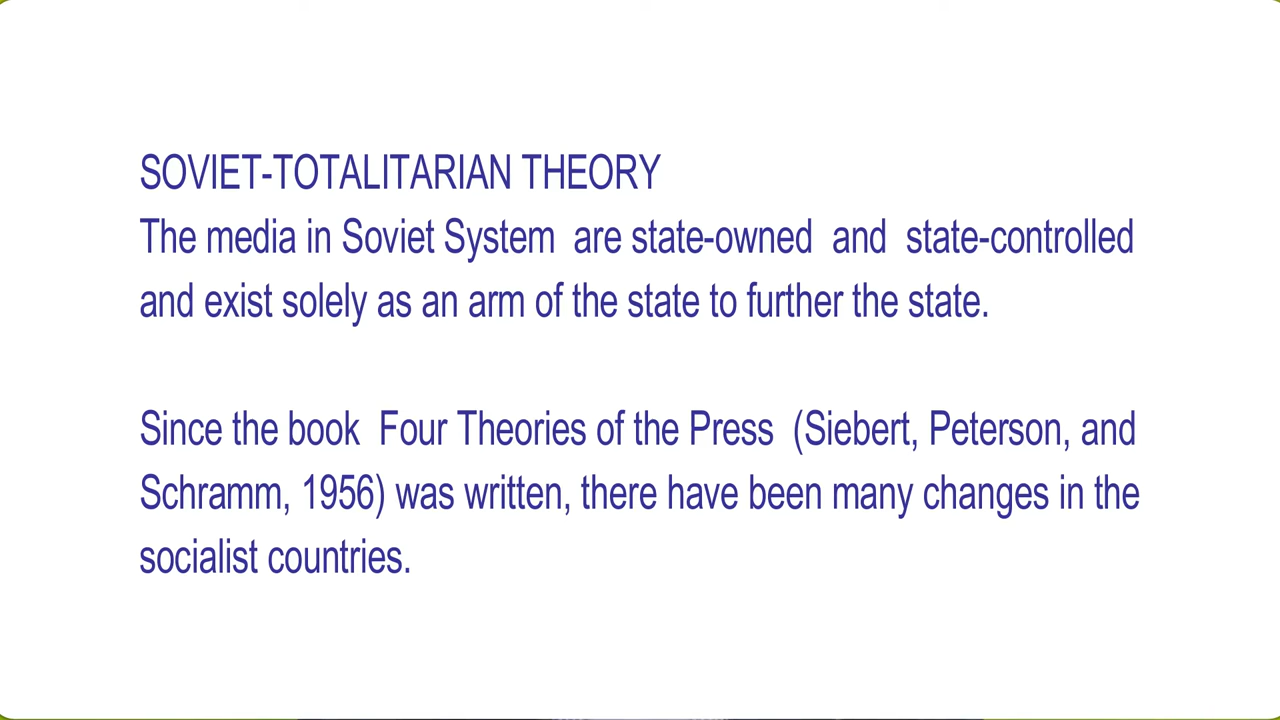 SOVIET-TOTALITARIAN THEORY
The media in Soviet System are state-owned and state-controlled
and exist solely as an arm of the state to further the state.
Since the book Four Theories of the Press (Siebert, Peterson, and
Schramm, 1956) was written, there have been many changes in the
socialist countries.